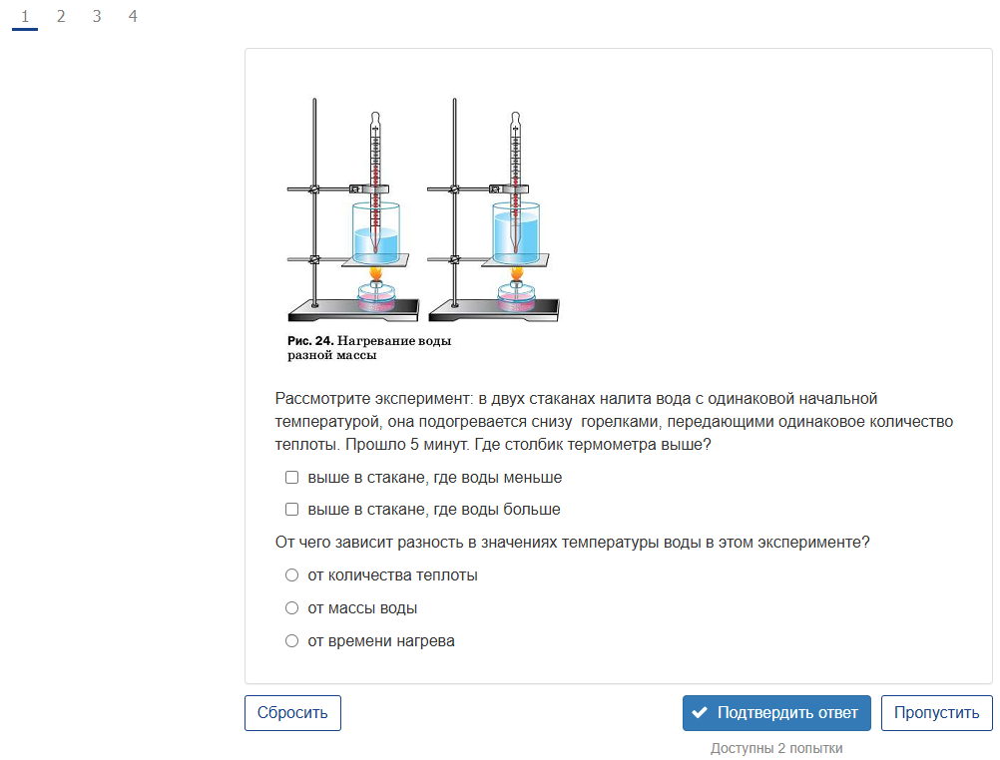 1 2 3 4
Рис. 24. Нагревание воды
разной массы
Рассмотрите эксперимент: в двух стаканах налита вода с одинаковой начальной
температурой, она подогревается снизу горелками, передающими одинаковое количество
теплоты. Прошло 5 минут. Где столбик термометра выше?
выше в стакане, где воды меньше
выше в стакане, где воды больше
От чего зависит разность в значениях температуры воды в этом эксперименте?
от количества теплоты
от массы воды
от времени нагрева
Сбросить Подтвердить ответ Пропустить
Доступны 2 попытки